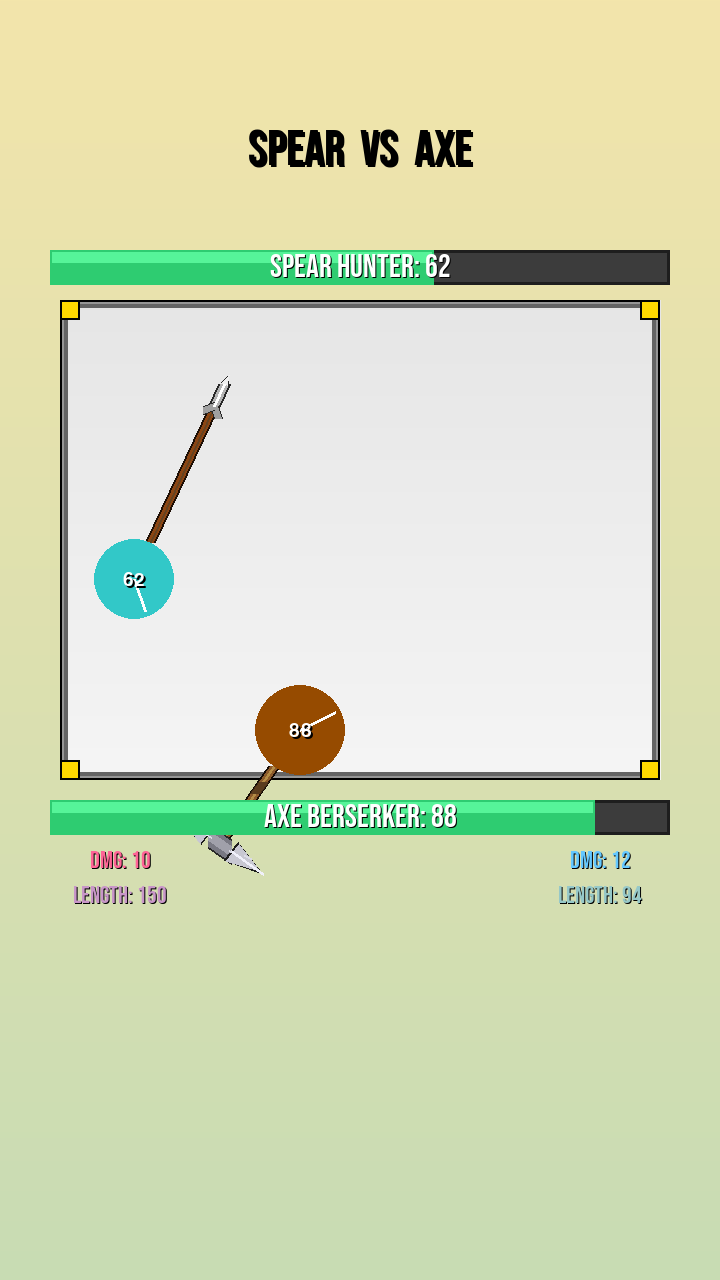 SPEAR VS AXE
SPEAR HUNTER: 62
62
88
AXE BERSERKER: 88
DMG: 10
DMG: 12
LENGTH: 150
LENGTH: 94